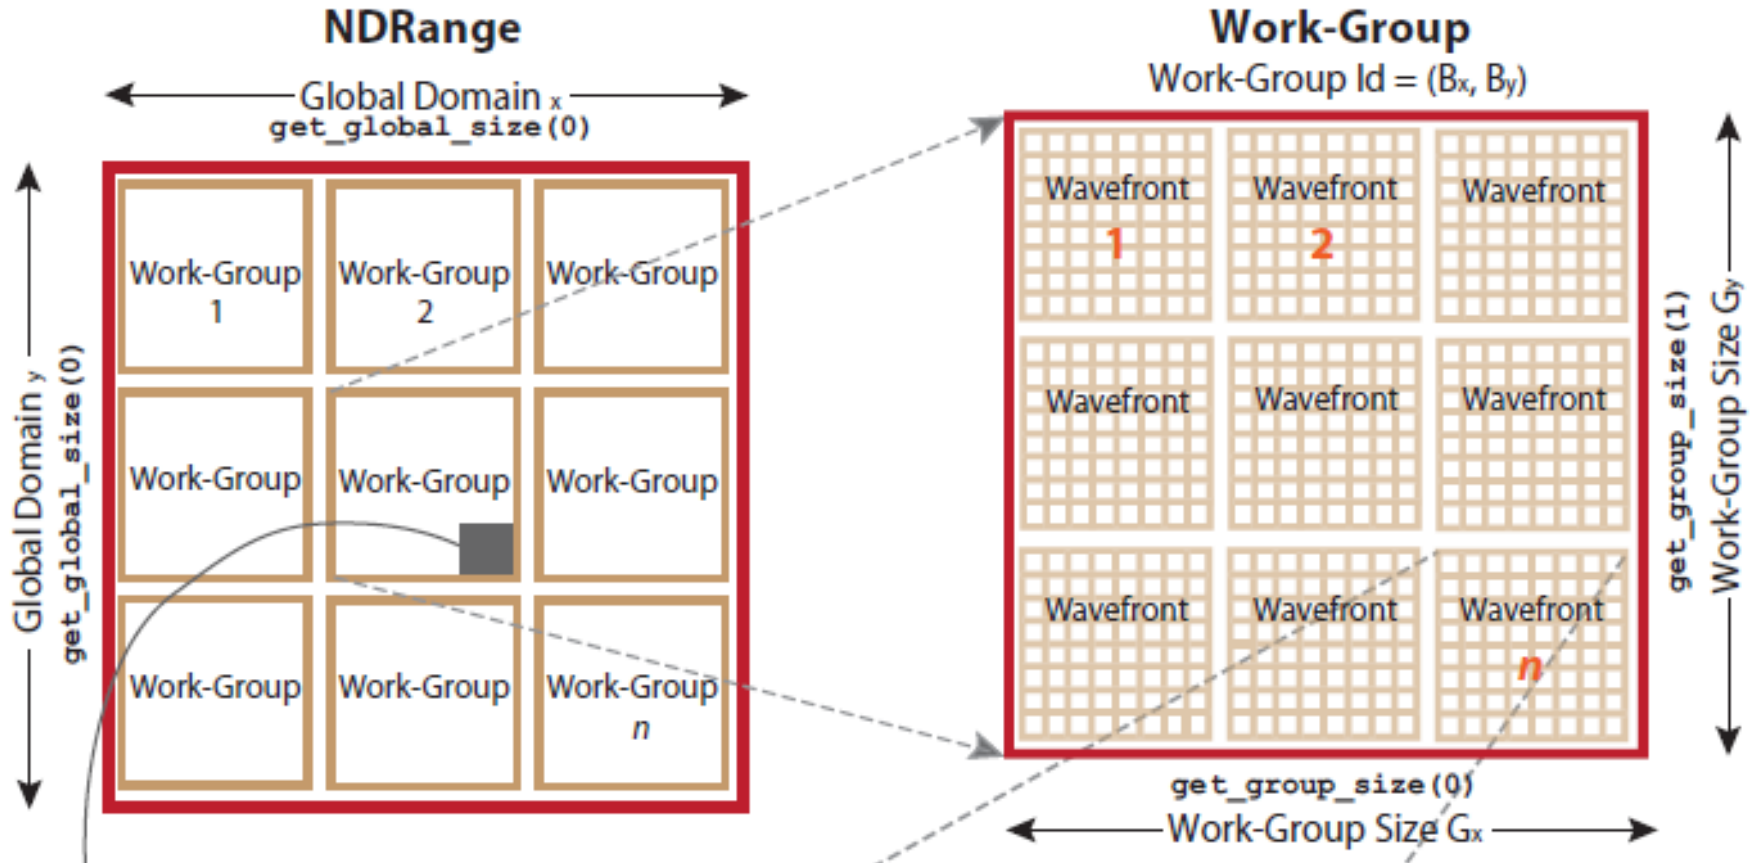 NDRange
Global Domain x
get_global_size(0)
Global Domain y
get_global_size(0)
Work-Group 1
Work-Group 2
Work-Group
Work-Group
Work-Group
Work-Group
Work-Group
Work-Group
Work-Group n
Work-Group
Work-Group Id = (Bx, By)
Wavefront 1
Wavefront 2
Wavefront
Wavefront
Wavefront
Wavefront
Wavefront
Wavefront
Wavefront n
get_group_size(1)
Work-Group Size Gy
get_group_size(0)
Work-Group Size Gx